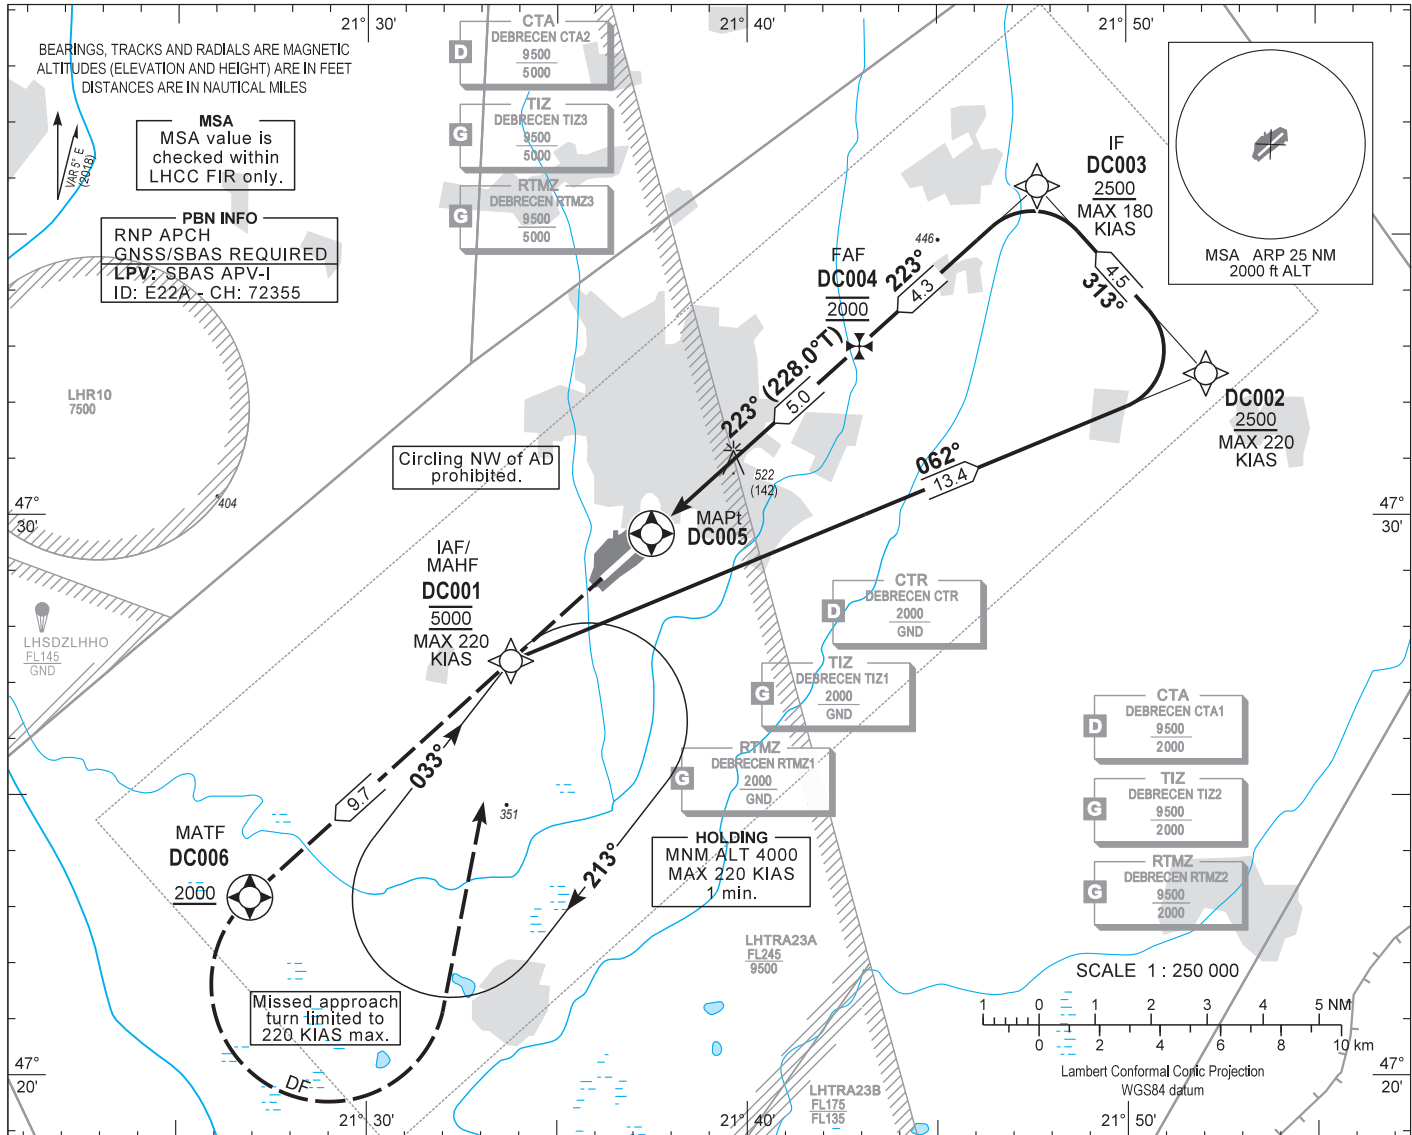 21° 30'
21° 40'
21° 50'
BEARINGS, TRACKS AND RADIALS ARE MAGNETIC
ALTITUDES (ELEVATION AND HEIGHT) ARE IN FEET
DISTANCES ARE IN NAUTICAL MILES
VAR 5° E
(2018)
MSA
MSA value is
checked within
LHCC FIR only.
PBN INFO
RNP APCH
GNSS/SBAS REQUIRED
LPV: SBAS APV-I
ID: E22A - CH: 72355
CTA
D
DEBRECEN CTA2
9500
5000
TIZ
G
DEBRECEN TIZ3
9500
5000
RTMZ
G
DEBRECEN RTMZ3
9500
5000
MSA ARP 25 NM
2000 ft ALT
IF
DC003
2500
MAX 180
KIAS
446
FAF
DC004
2000
223°
4.3
4.5
313°
223° (228.0°T)
5.0
DC002
2500
MAX 220
KIAS
LHR10
7500
404
Circling NW of AD
prohibited.
062°
13.4
522
(142)
47°
30'
47°
30'
MAPt
DC005
IAF/
MAHF
DC001
5000
MAX 220
KIAS
LHSDZLHHO
FL145
GND
CTR
D
DEBRECEN CTR
2000
GND
TIZ
G
DEBRECEN TIZ1
2000
GND
RTMZ
G
DEBRECEN RTMZ1
2000
GND
CTA
D
DEBRECEN CTA1
9500
2000
TIZ
G
DEBRECEN TIZ2
9500
2000
RTMZ
G
DEBRECEN RTMZ2
9500
2000
033°
9.7
351
213°
MATF
DC006
2000
HOLDING
MNM ALT 4000
MAX 220 KIAS
1 min.
LHTRA23A
FL245
9500
Missed approach
turn limited to
220 KIAS max.
DF
SCALE 1 : 250 000
1 0 1 2 3 4 5 NM
0 2 4 6 8 10 km
Lambert Conformal Conic Projection
WGS84 datum
LHTRA23B
FL175
FL135
47°
20'
47°
20'
21° 30'
21° 40'
21° 50'